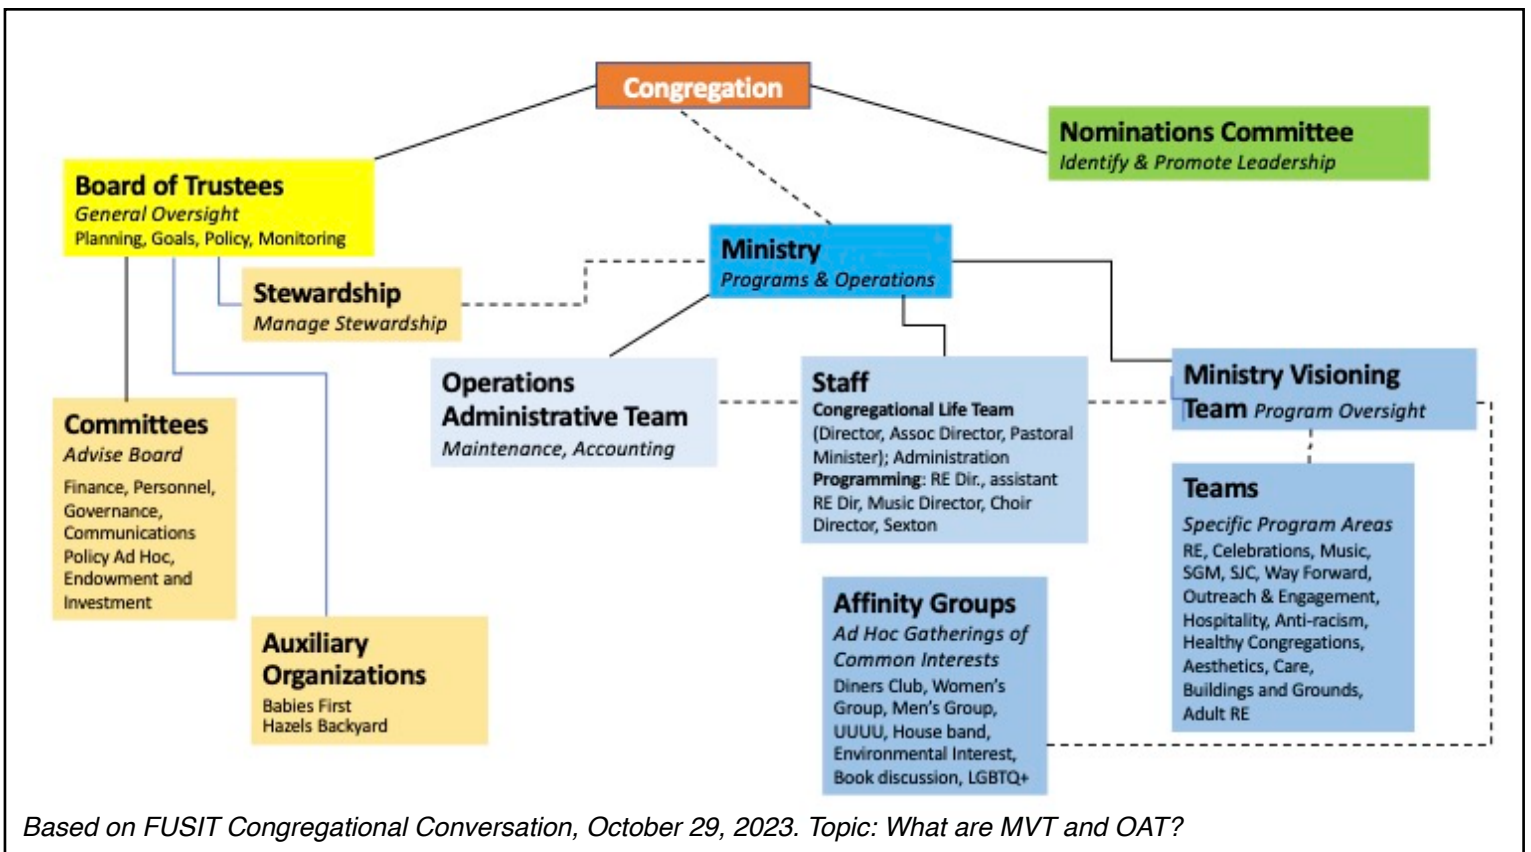 Congregation
Nominations Committee
Identify & Promote Leadership
Board of Trustees
General Oversight
Planning, Goals, Policy, Monitoring
Ministry
Programs & Operations
Stewardship
Manage Stewardship
Operations
Administrative Team
Maintenance, Accounting
Staff
Congregational Life Team
(Director, Assoc Director, Pastoral
Minister); Administration
Programming: RE Dir., assistant
RE Dir, Music Director, Choir
Director, Sexton
Ministry Visioning
Team Program Oversight
Committees
Advise Board
Finance, Personnel,
Governance,
Communications
Policy Ad Hoc,
Endowment and
Investment
Teams
Specific Program Areas
RE, Celebrations, Music,
SGM, SJC, Way Forward,
Outreach & Engagement,
Hospitality, Anti-racism,
Healthy Congregations,
Aesthetics, Care,
Buildings and Grounds,
Adult RE
Affinity Groups
Ad Hoc Gatherings of
Common Interests
Diners Club, Women's
Group, Men's Group,
UUUU, House band,
Environmental Interest,
Book discussion, LGBTQ+
Auxiliary
Organizations
Babies First
Hazels Backyard
Based on FUSIT Congregational Conversation, October 29, 2023. Topic: What are MVT and OAT?